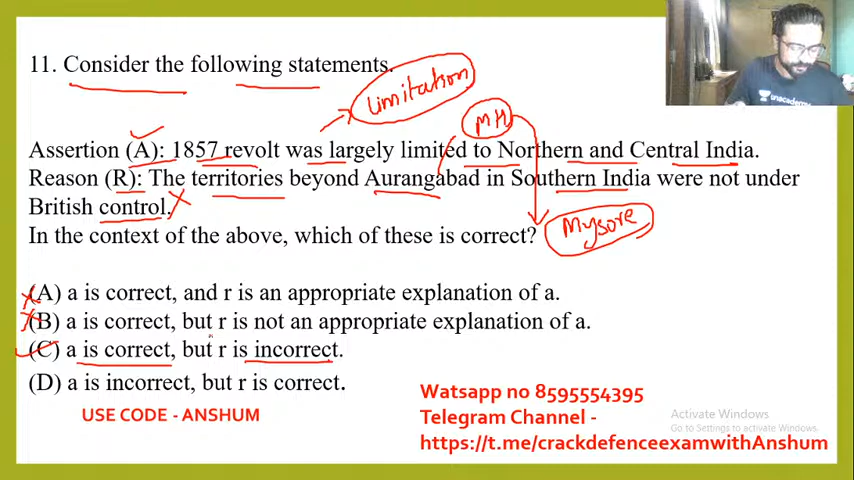 11. Consider the following statements.
Limitation
MH
Assertion (A): 1857 revolt was largely limited to Northern and Central India.
Reason (R): The territories beyond Aurangabad in Southern India were not under
British control.
Mysore
In the context of the above, which of these is correct?
(A) a is correct, and r is an appropriate explanation of a.
(B) a is correct, but r is not an appropriate explanation of a.
(C) a is correct, but r is incorrect.
(D) a is incorrect, but r is correct.
USE CODE - ANSHUM
Watsapp no 8595554395
Telegram Channel -
https://t.me/crackdefenceexamwithAnshum
Activate Windows
Go to Settings to activate Windows.
unacademy